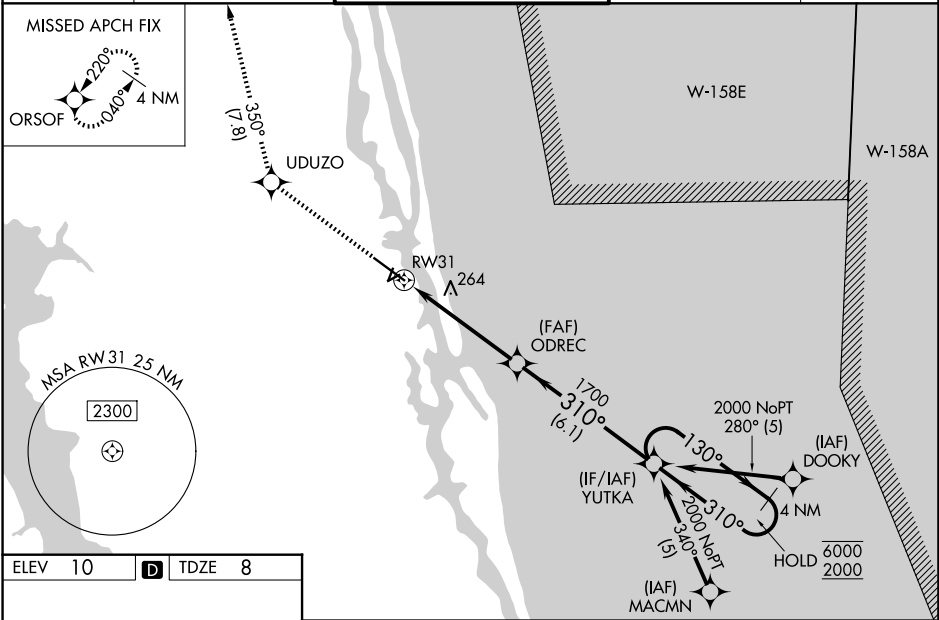 MISSED APCH FIX
220°
040°
4 NM
ORSOF
350°
(7.8)
UDUZO
W-158E
W-158A
RW31
264
(FAF)
ODREC
MSA RW31 25 NM
2300
1700
310°
(6.1)
2000 NoPT
280° (5)
(IAF)
DOOKY
130°
(IF/IAF)
YUTKA
310°
4 NM
2000 NoPT
340°
(5)
HOLD
6000
2000
(IAF)
MACMN
ELEV 10
D
TDZE 8